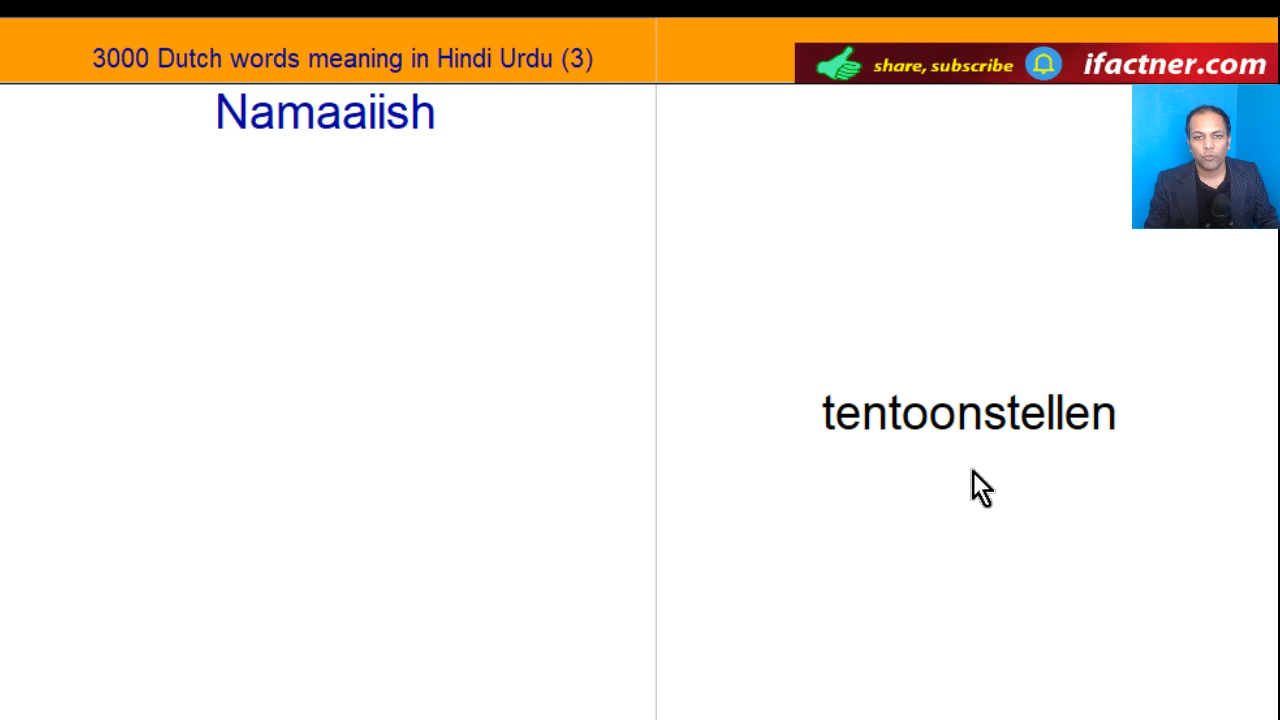 3000 Dutch words meaning in Hindi Urdu (3)
share, subscribe
ifactner.com
Namaaiish
tentoonstellen